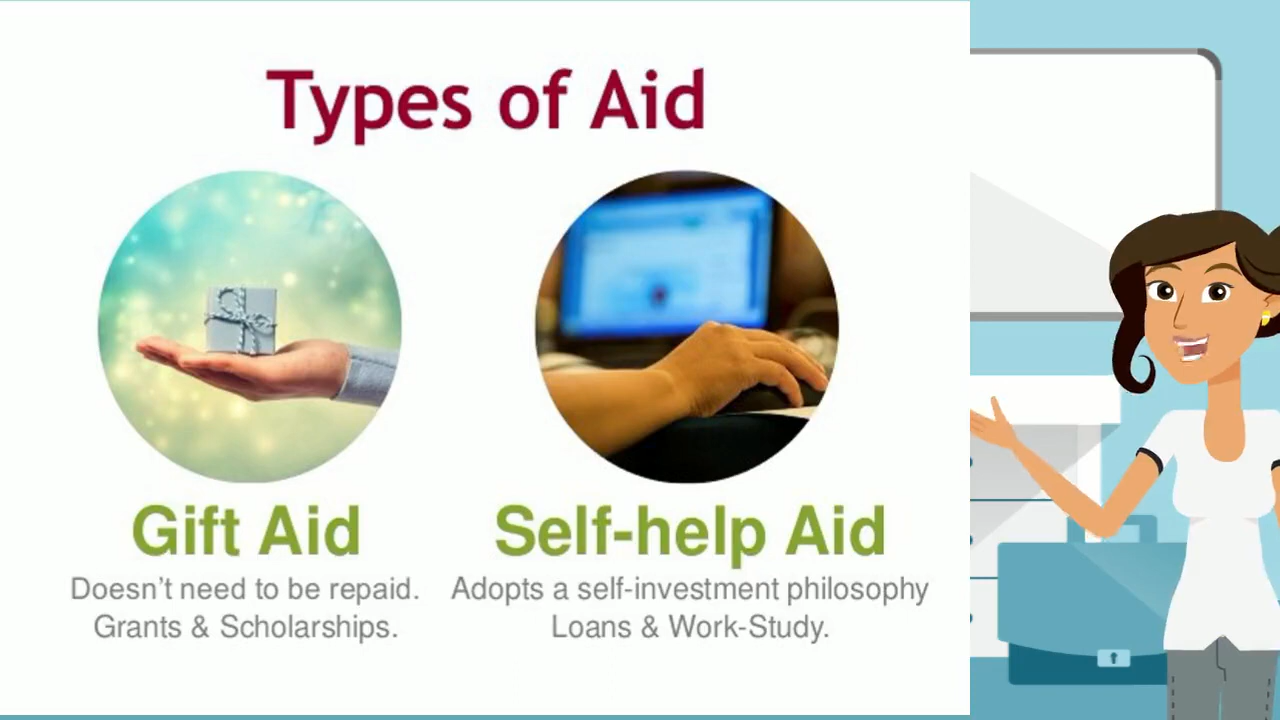 Types of Aid
Gift Aid
Doesn't need to be repaid.
Grants & Scholarships.
Self-help Aid
Adopts a self-investment philosophy
Loans & Work-Study.